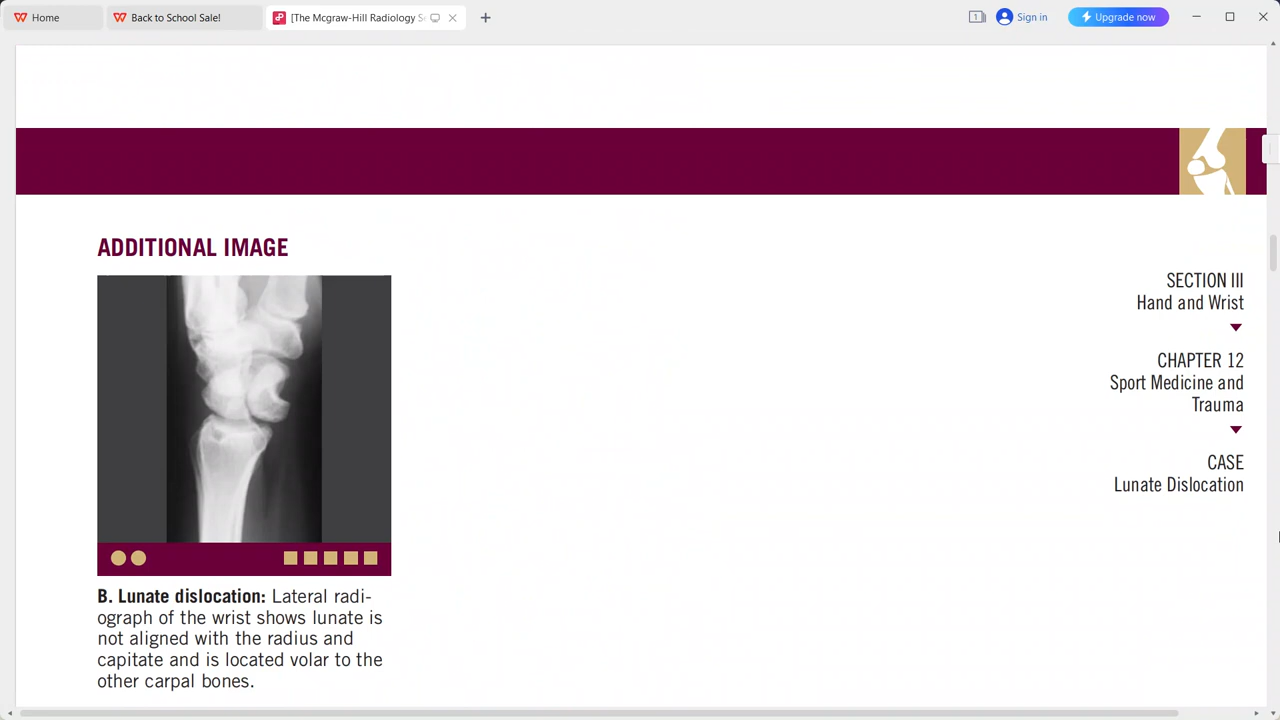 Home
Back to School Sale!
[The Mcgraw-Hill Radiology S
1
Sign in
Upgrade now
ADDITIONAL IMAGE
B. Lunate dislocation: Lateral radi-
ograph of the wrist shows lunate is
not aligned with the radius and
capitate and is located volar to the
other carpal bones.
SECTION III
Hand and Wrist
CHAPTER 12
Sport Medicine and
Trauma
CASE
Lunate Dislocation